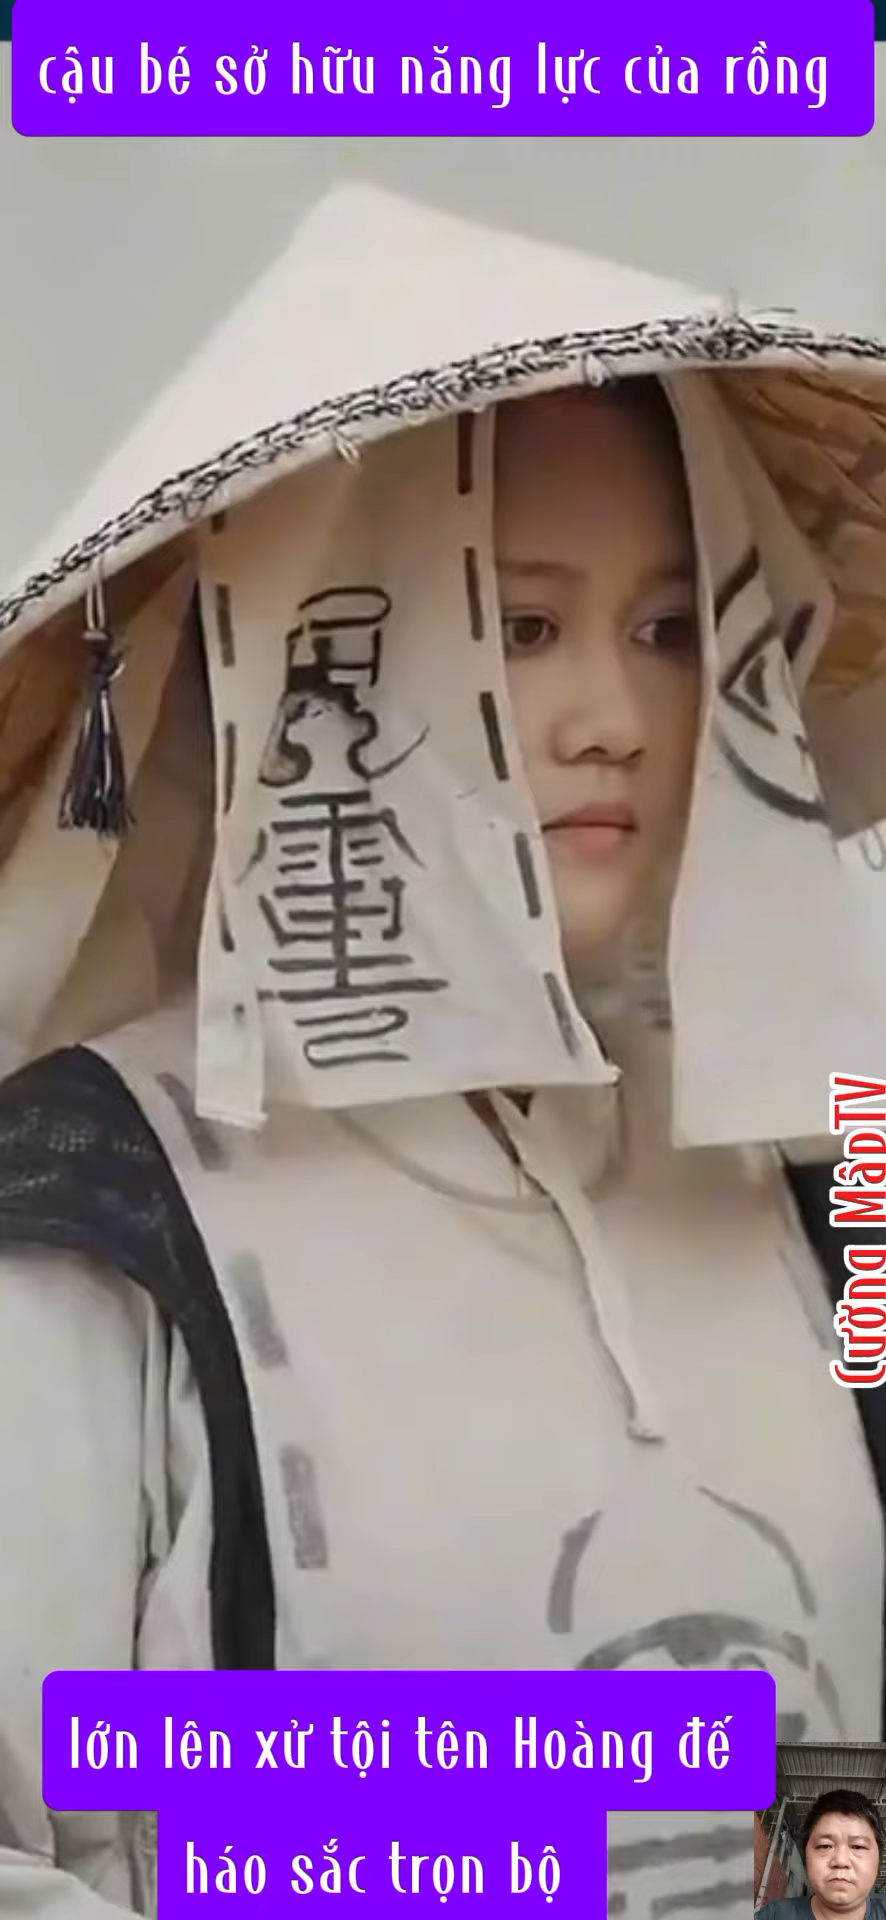 cậu bé sở hữu năng lực của rồng
Cường MậpTV
lớn lên xử tội tên Hoàng đế
háo sắc trọn bộ